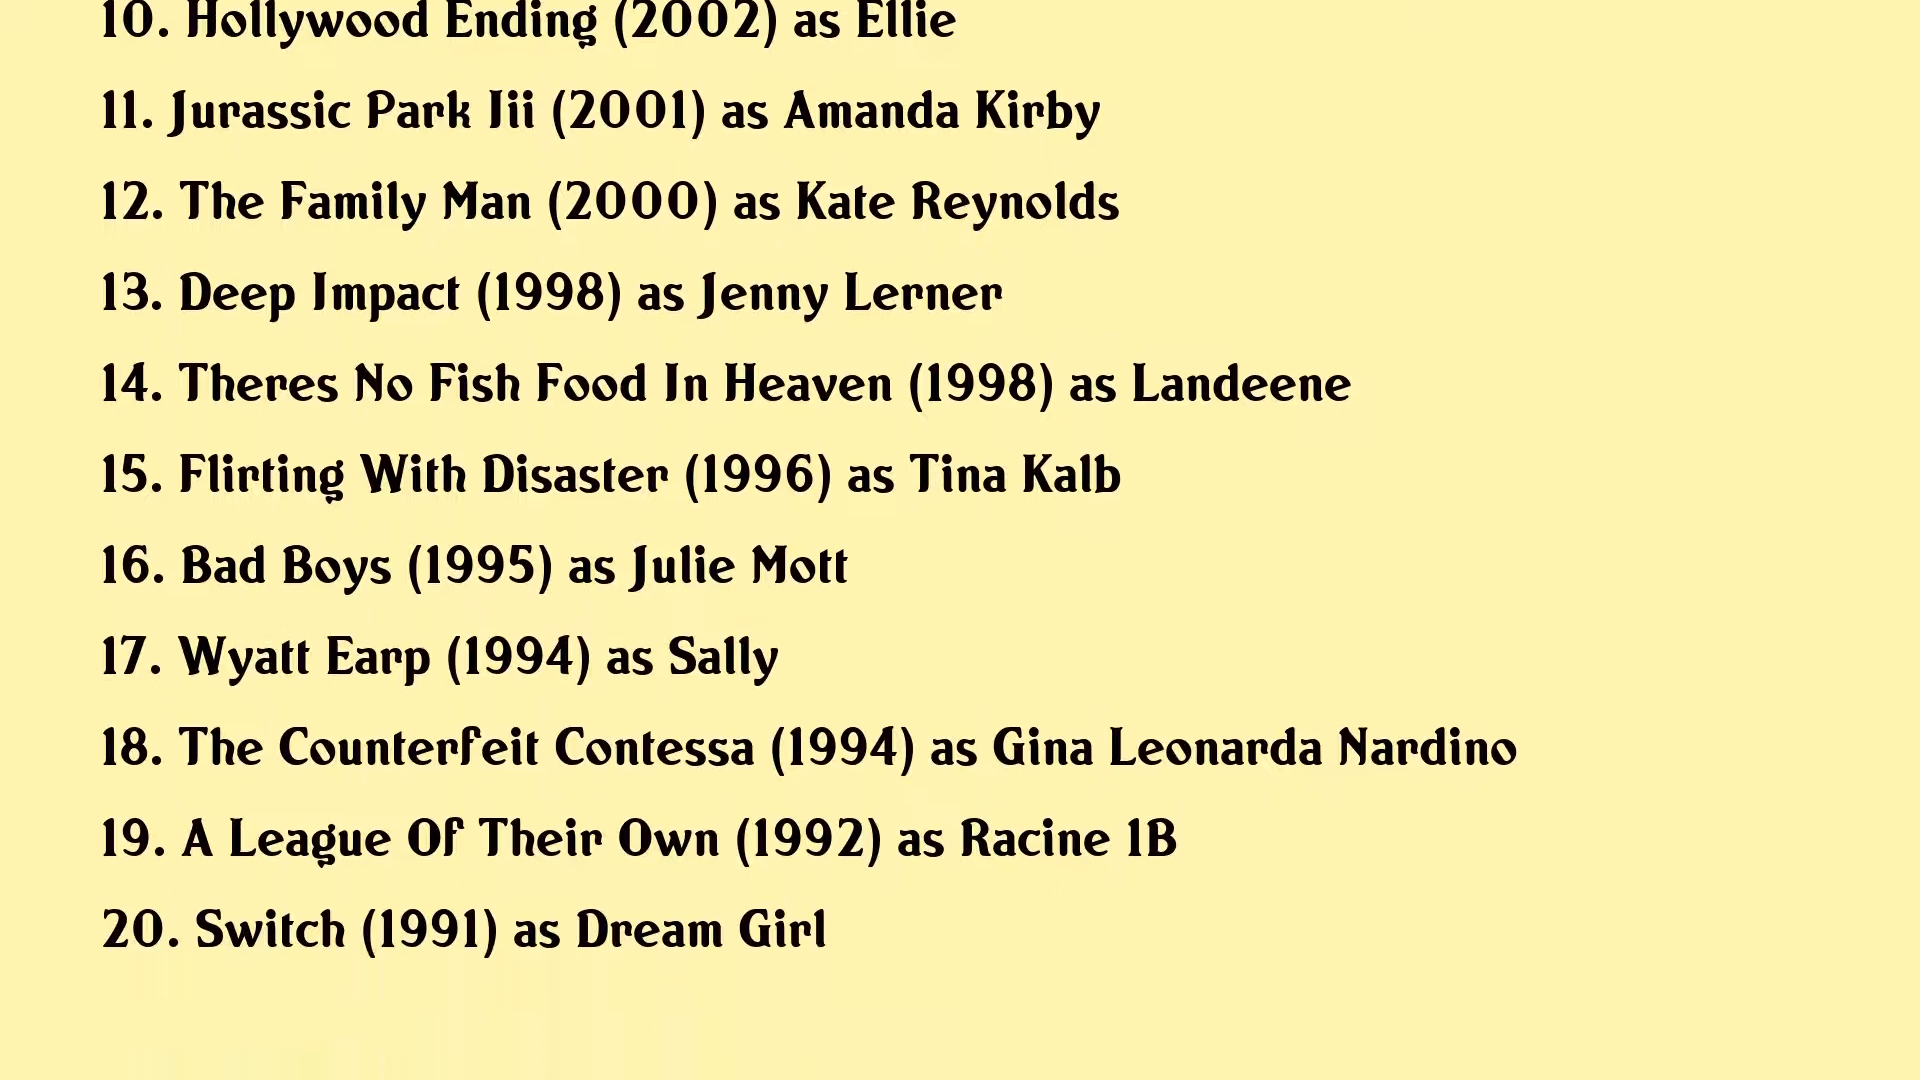 10. Hollywood Ending (2002) as Ellie
11. Jurassic Park Iii (2001) as Amanda Kirby
12. The Family Man (2000) as Kate Reynolds
13. Deep Impact (1998) as Jenny Lerner
14. Theres No Fish Food In Heaven (1998) as Landeene
15. Flirting With Disaster (1996) as Tina Kalb
16. Bad Boys (1995) as Julie Mott
17. Wyatt Earp (1994) as Sally
18. The Counterfeit Contessa (1994) as Gina Leonarda Nardino
19. A League Of Their Own (1992) as Racine 1B
20. Switch (1991) as Dream Girl